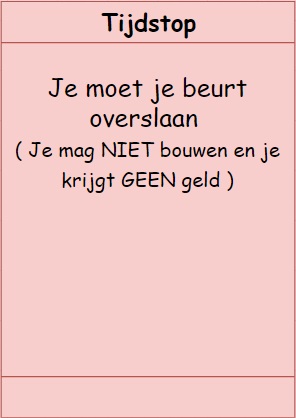 Tijdstop
Je moet je beurt
overslaan
( Je mag NIET bouwen en je
krijgt GEEN geld )